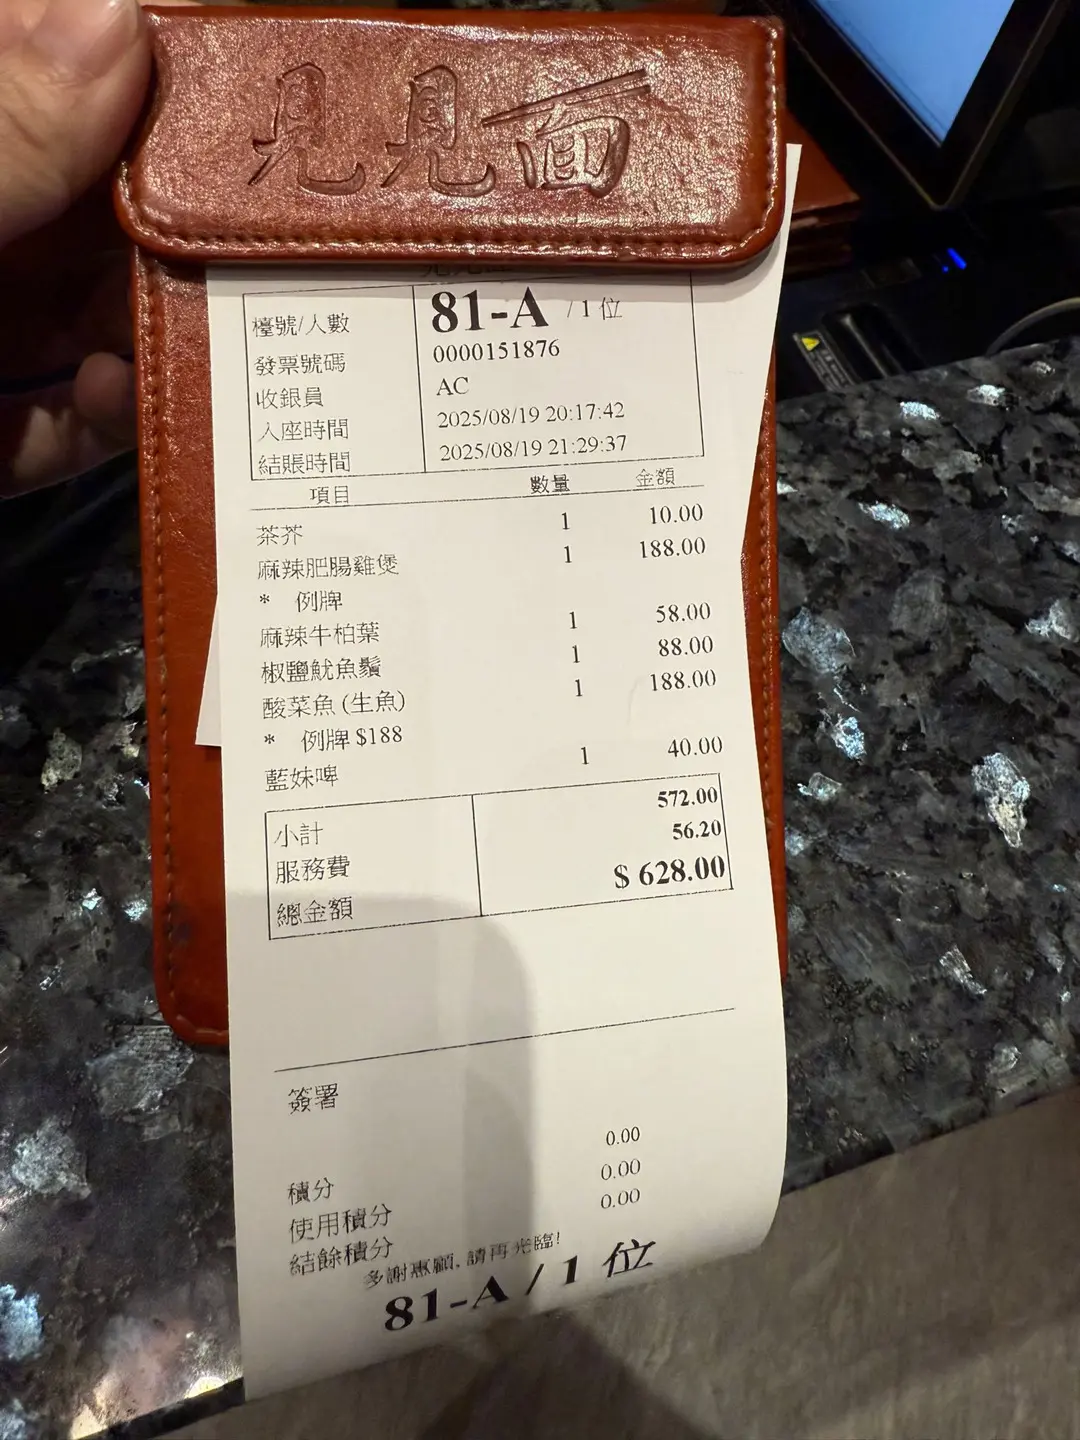 見見面
檯號/人數 81-A / 1 位
發票號碼 0000151876
收銀員 AC
入座時間 2025/08/19 20:17:42
結賬時間 2025/08/19 21:29:37
項目 數量 金額
茶芥 1 10.00
麻辣肥腸雞煲 1 188.00
* 例牌
麻辣牛柏葉 1 58.00
椒鹽魷魚鬚 1 88.00
酸菜魚 (生魚) 1 188.00
* 例牌 $188
藍妹啤 1 40.00
小計 572.00
服務費 56.20
總金額 $ 628.00
簽署
積分 0.00
使用積分 0.00
結餘積分 0.00
多謝惠顧, 請再光臨!
81-A / 1 位